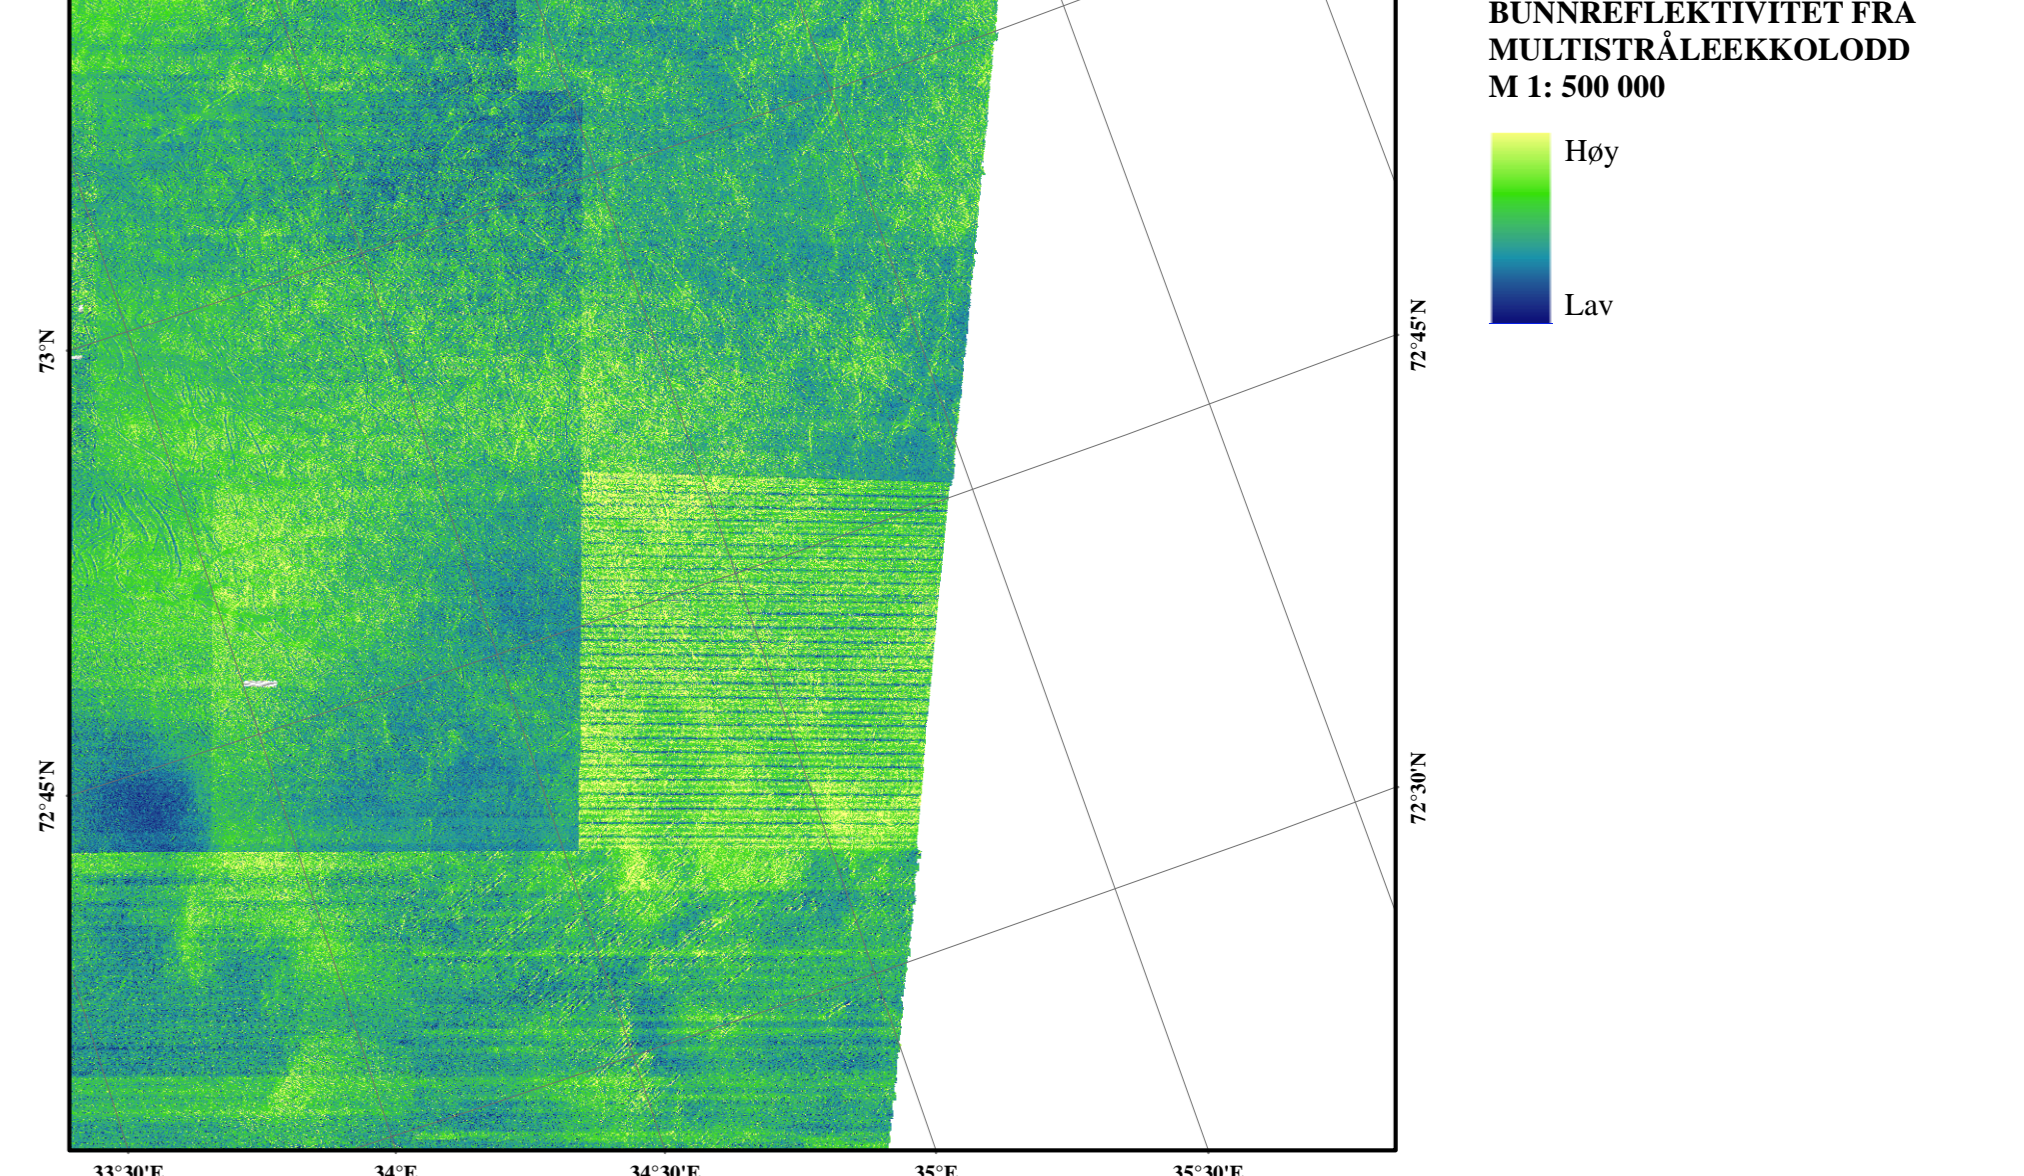 BUNNREFLEKTIVITET FRA
MULTISTRÅLEEKKOLODD
M 1: 500 000
Høy
Lav
73°N
72°45'N
72°45'N
72°30'N
33°30'E
34°E
34°30'E
35°E
35°30'E